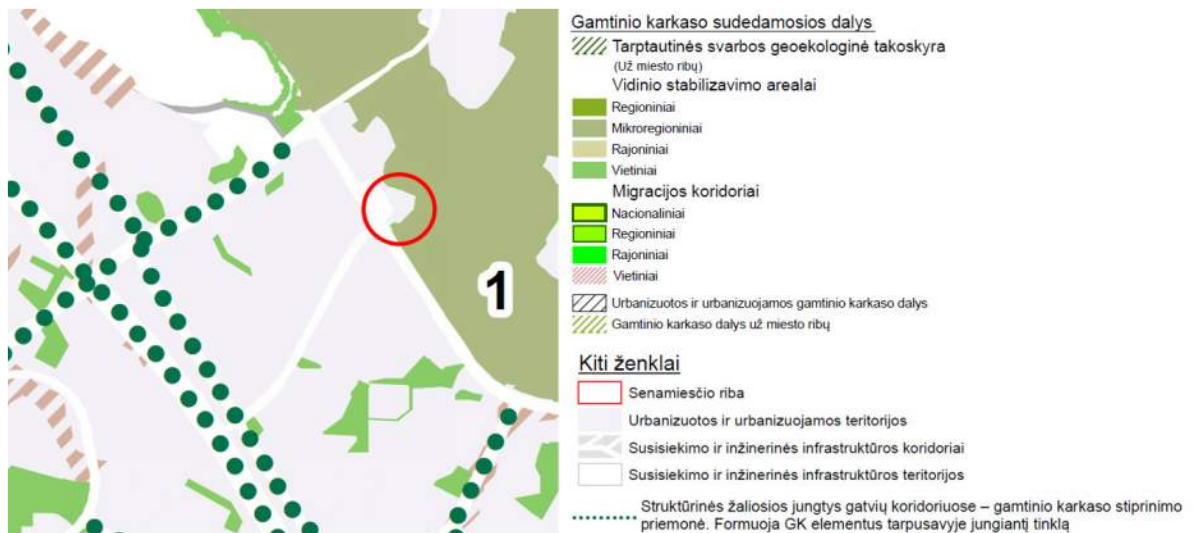 1
Gamtinio karkaso sudedamosios dalys
Tarptautinės svarbos geoekologinė takoskyra
(Už miesto ribų)
Vidinio stabilizavimo arealai
Regioniniai
Mikroregioniniai
Rajoniniai
Vietiniai
Migracijos koridoriai
Nacionaliniai
Regioniniai
Rajoniniai
Vietiniai
Urbanizuotos ir urbanizuojamos gamtinio karkaso dalys
Gamtinio karkaso dalys už miesto ribų
Kiti ženklai
Senamiesčio riba
Urbanizuotos ir urbanizuojamos teritorijos
Susisiekimo ir inžinerinės infrastruktūros koridoriai
Susisiekimo ir inžinerinės infrastruktūros teritorijos
Struktūrinės žaliosios jungtys gatvių koridoriuose – gamtinio karkaso stiprinimo
priemonė. Formuoja GK elementus tarpusavyje jungiantį tinklą